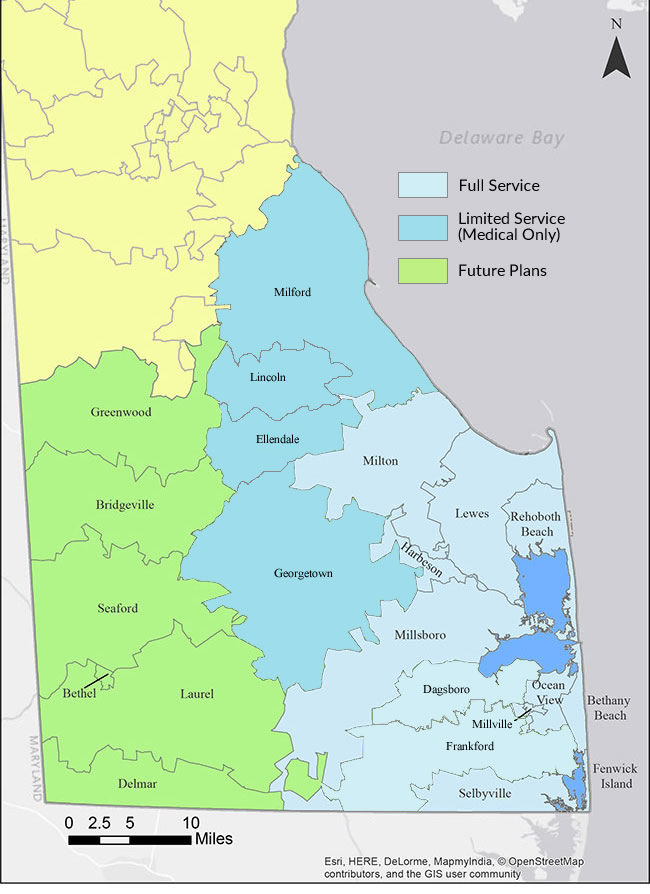 N
Delaware Bay
Full Service
Limited Service
(Medical Only)
Future Plans
MARYLAND
Milford
Lincoln
Greenwood
Ellendale
Milton
Bridgeville
Lewes
Rehoboth
Beach
Harbeson
Georgetown
Seaford
Millsboro
Bethel
Laurel
Dagsboro
Ocean
View
Bethany
Beach
Millville
Frankford
MARYLAND
Delmar
Selbyville
Fenwick
Island
0 2.5 5 10
Miles
Esri, HERE, DeLorme, MapmyIndia, © OpenStreetMap
contributors, and the GIS user community